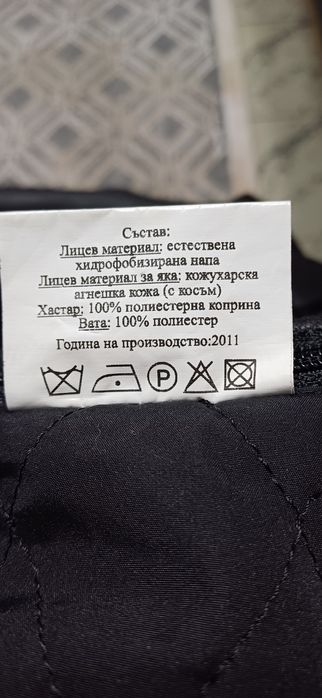 Състав:
Лицев материал: естествена
хидрофобизирана напа
Лицев материал за яка: кожухарска
агнешка кожа (с косъм)
Хастар: 100% полиестерна коприна
Вата: 100% полиестер
Година на производство:2011
P